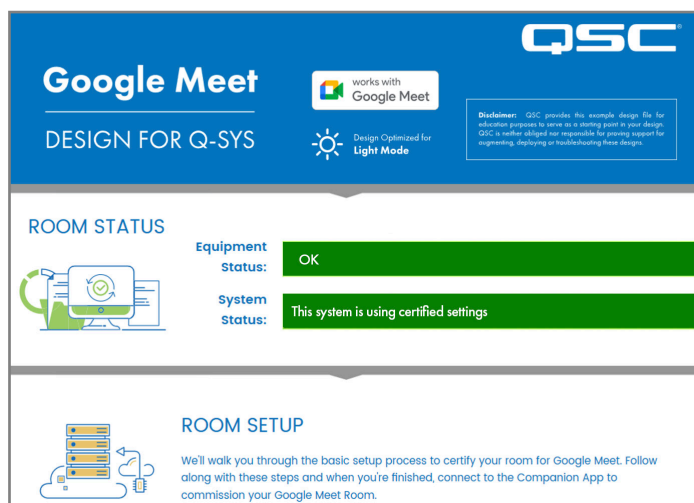 QSC
Google Meet
DESIGN FOR Q-SYS
works with
Google Meet
Design Optimized for
Light Mode
Disclaimer: QSC provides this example design file for
education purposes to serve as a starting point in your design.
QSC is neither obliged nor responsible for proving support for
augmenting, deploying or troubleshooting these designs.
ROOM STATUS
Equipment
Status:
OK
System
Status:
This system is using certified settings
ROOM SETUP
We'll walk you through the basic setup process to certify your room for Google Meet. Follow
along with these steps and when you're finished, connect to the Companion App to
commission your Google Meet Room.